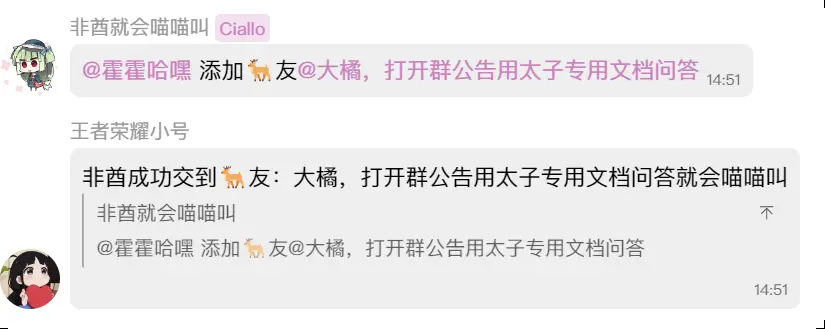 非酋就会喵喵叫 Ciallo
@霍霍哈嘿 添加🦌友@大橘，打开群公告用太子专用文档问答 14:51
王者荣耀小号
非酋成功交到🦌友：大橘，打开群公告用太子专用文档问答就会喵喵叫
非酋就会喵喵叫
@霍霍哈嘿 添加🦌友@大橘，打开群公告用太子专用文档问答
14:51